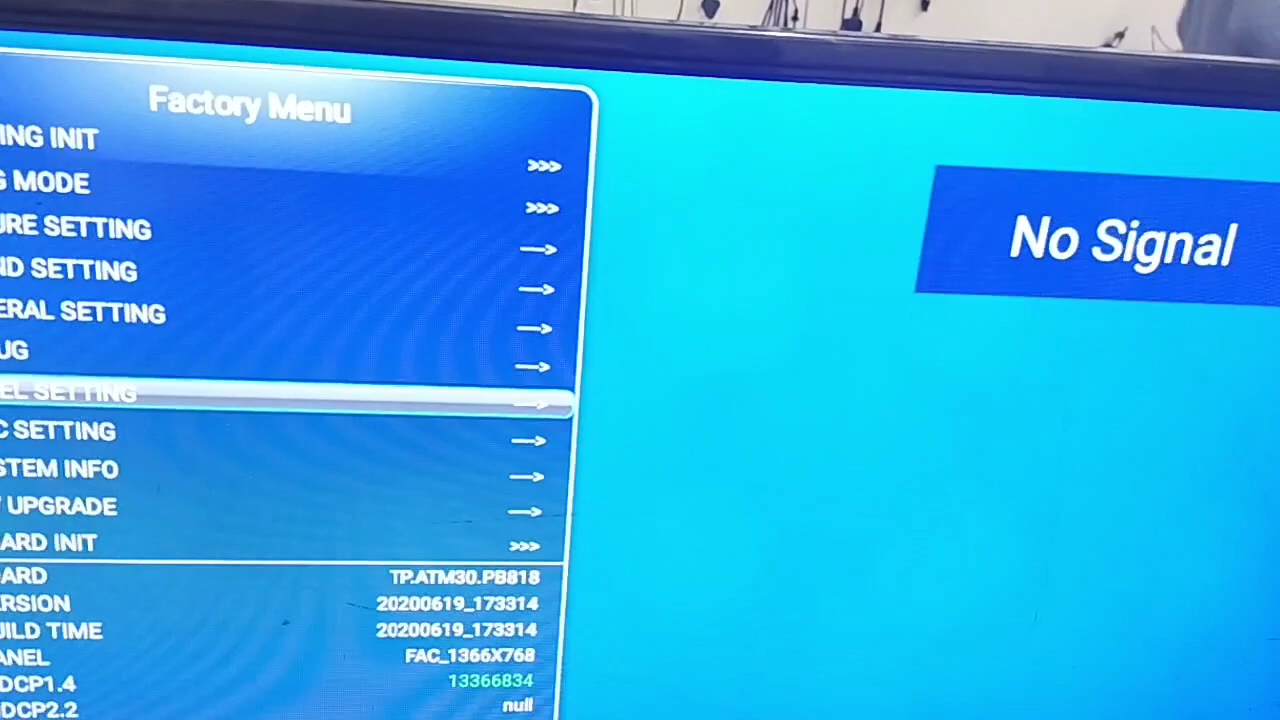 Factory Menu
ING INIT >>>
G MODE >>>
URE SETTING
ND SETTING
ERAL SETTING
UG
EL SETTING
C SETTING
STEM INFO
UPGRADE
ARD INIT >>>
ARD TP.ATM30.PB818
ERSION 20200619_173314
UILD TIME 20200619_173314
ANEL FAC_1366X768
DCP1.4 13366834
DCP2.2 null
No Signal